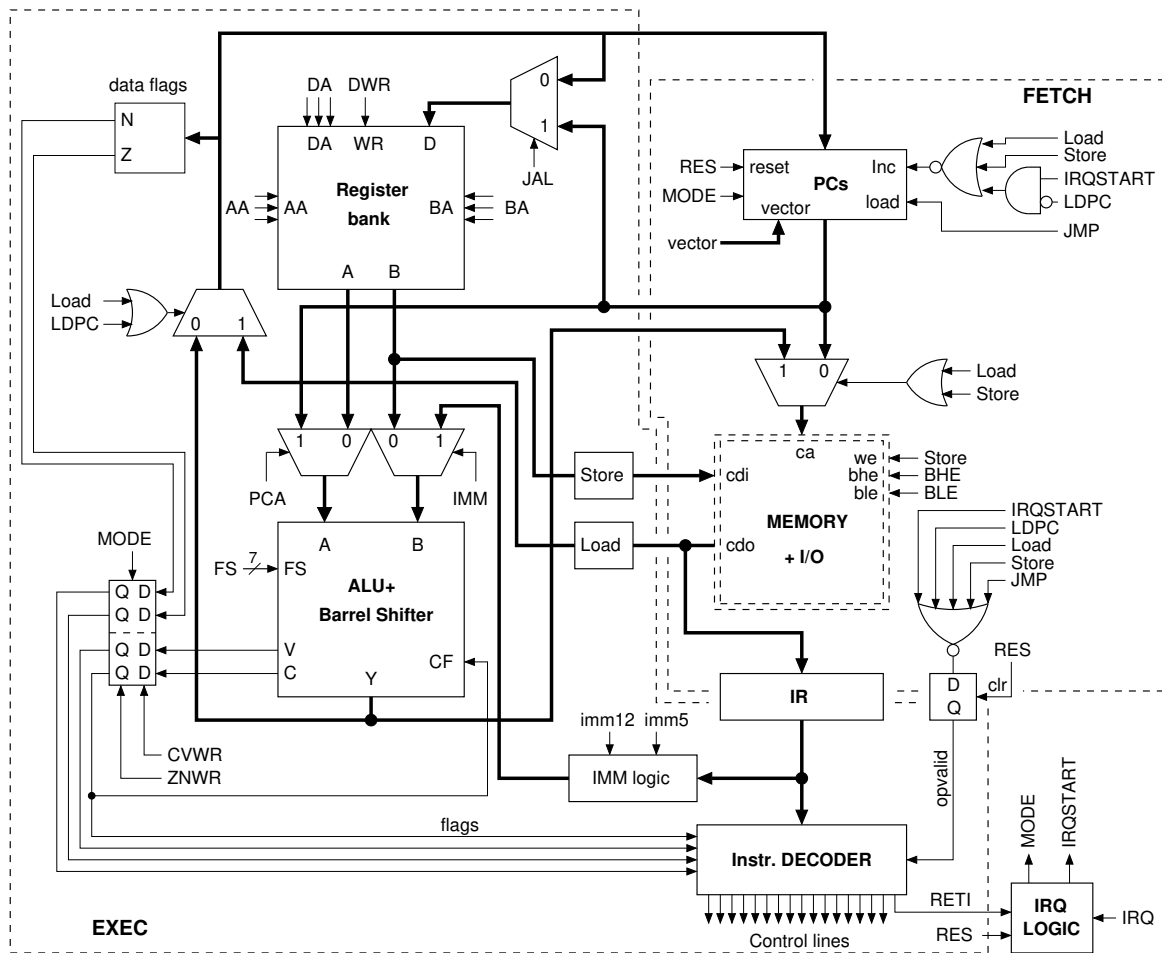 data flags
N
Z
DA
DWR
DA
WR
D
Register
bank
AA
AA
BA
BA
A
B
0
1
JAL
FETCH
RES
reset
MODE
PCs
Inc
vector
load
vector
Load
Store
IRQSTART
LDPC
JMP
Load
LDPC
0
1
1
0
Load
Store
1
0
0
1
PCA
IMM
Store
Load
ca
cdi
cdo
we
bhe
ble
Store
BHE
BLE
MEMORY
+ I/O
IRQSTART
LDPC
Load
Store
JMP
MODE
Q D
Q D
Q D
Q D
FS
7
FS
A
B
ALU+
Barrel Shifter
V
C
Y
CF
CVWR
ZNWR
RES
D
Q
clr
IR
imm12
imm5
IMM logic
opvalid
flags
Instr. DECODER
MODE
IRQSTART
RETI
IRQ
LOGIC
IRQ
RES
Control lines
EXEC